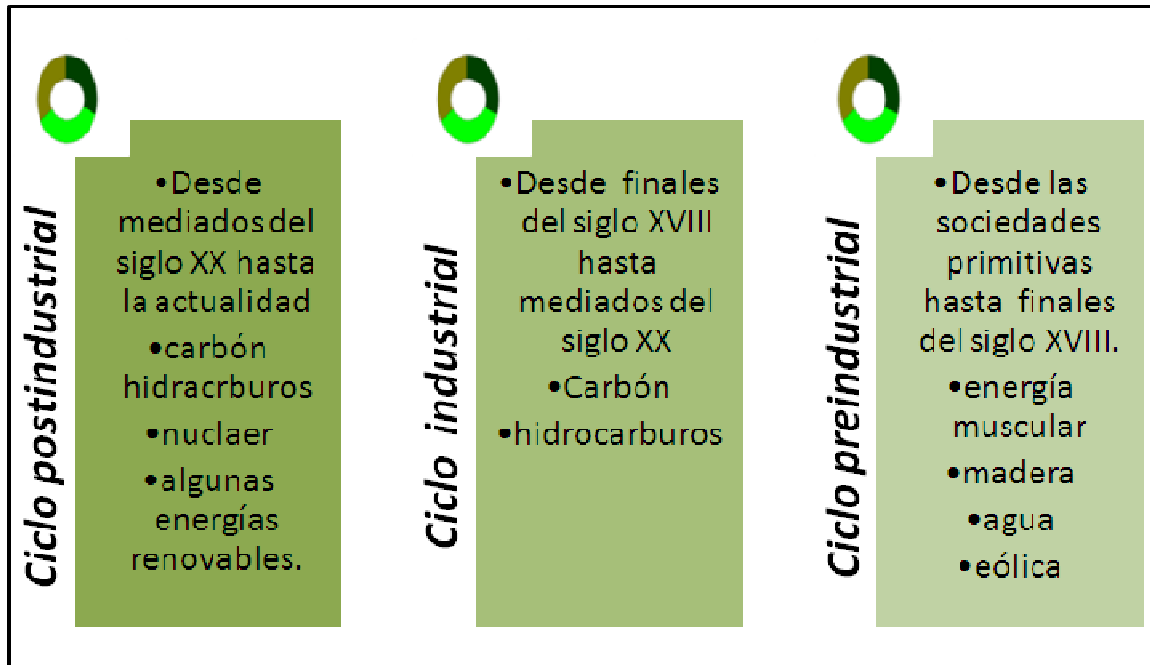 Ciclo postindustrial
•Desde
mediados del
siglo XX hasta
la actualidad
•carbón
hidracrburos
•nuclaer
•algunas
energías
renovables.
Ciclo industrial
•Desde finales
del siglo XVIII
hasta
mediados del
siglo XX
•Carbón
•hidrocarburos
Ciclo preindustrial
•Desde las
sociedades
primitivas
hasta finales
del siglo XVIII.
•energía
muscular
•madera
•agua
•eólica